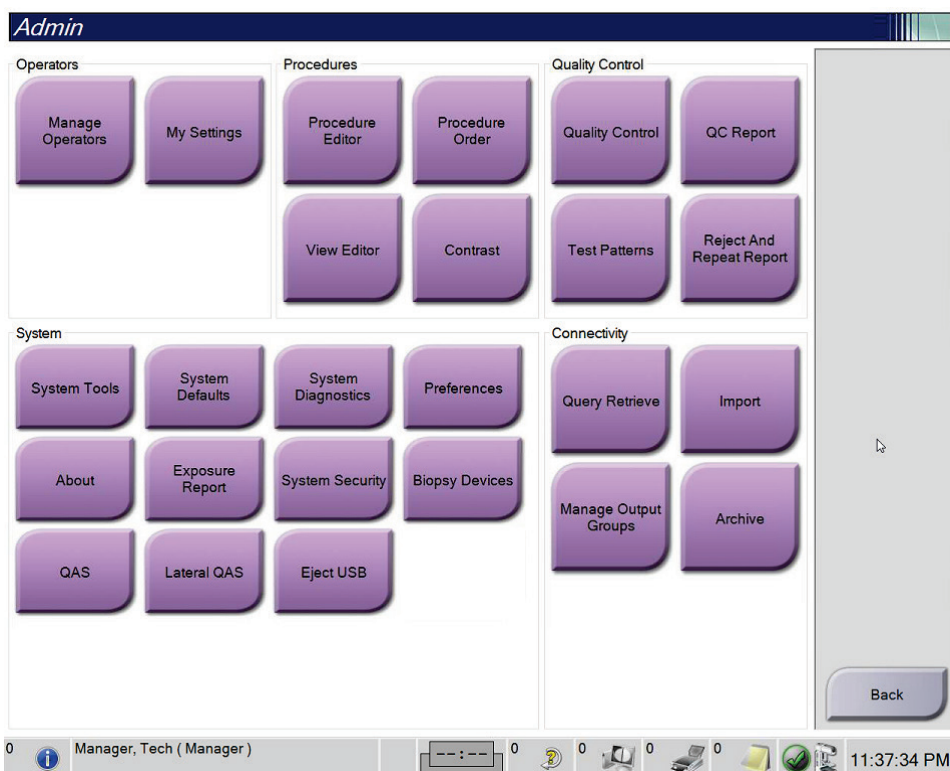 Admin
Operators
Manage
Operators
My Settings
Procedures
Procedure
Editor
Procedure
Order
View Editor
Contrast
Quality Control
Quality Control
QC Report
Test Patterns
Reject And
Repeat Report
System
System Tools
System
Defaults
System
Diagnostics
Preferences
About
Exposure
Report
System Security
Biopsy Devices
QAS
Lateral QAS
Eject USB
Connectivity
Query Retrieve
Import
Manage Output
Groups
Archive
Back
0 Manager, Tech ( Manager ) --:-- 0 0 0 0 11:37:34 PM